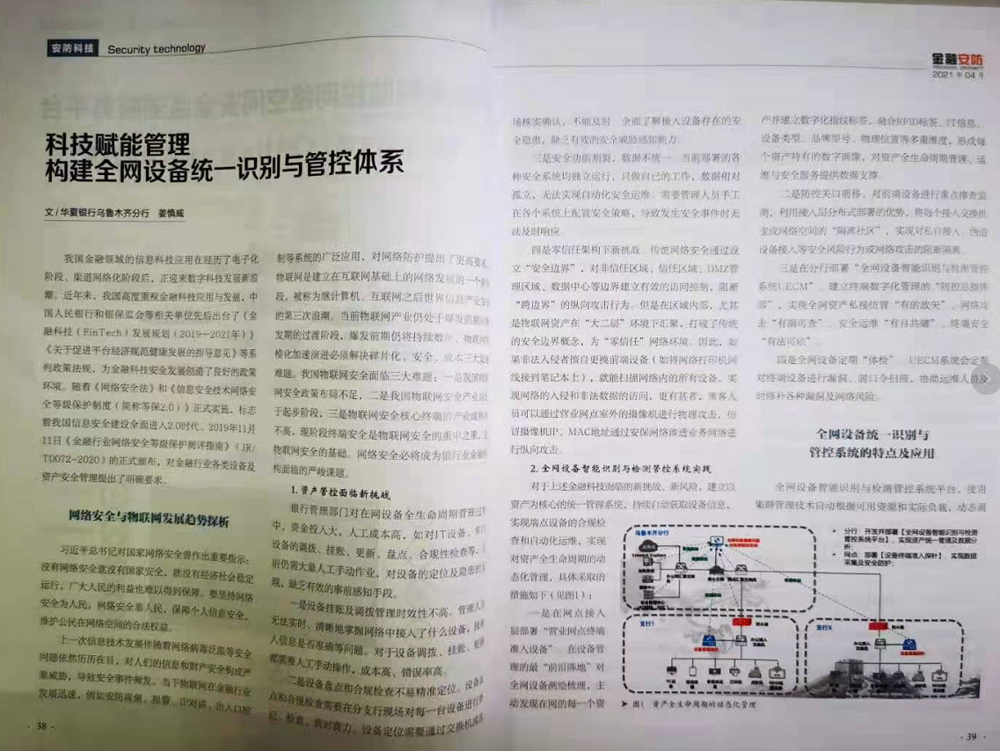 安防科技 Security technology
科技赋能管理
构建全网设备统一识别与管控体系
文/华夏银行乌鲁木齐分行 姜慎威
我国金融领域的信息科技应用在经历了电子化
阶段、渠道网络化阶段后，正迎来数字科技发展新浪
潮。近年来，我国高度重视金融科技应用与发展，中
国人民银行和银保监会等相关单位先后出台了《金
融科技（FinTech）发展规划（2019—2021年）》
《关于促进平台经济规范健康发展的指导意见》等系
列政策法规，为金融科技安全发展创造了良好的政策
环境。随着《网络安全法》和《信息安全技术网络安
全等级保护制度（简称等保2.0）》正式实施，标志
着我国信息安全建设全面进入2.0时代。2019年11月
11日《金融行业网络安全等级保护测评指南》（JR/
T0072–2020）的正式颁布，对金融行业各类设备及
资产安全管理提出了明确要求。
网络安全与物联网发展趋势探析
习近平总书记对国家网络安全曾作出重要指示：
没有网络安全就没有国家安全，就没有经济社会稳定
运行，广大人民的利益也难以得到保障。要坚持网络
安全为人民，网络安全靠人民，保障个人信息安全，
维护公民在网络空间的合法权益。
上一次信息技术发展伴随着网络病毒泛滥等安全
问题依然历历在目，对人们的信息和财产安全构成严
重威胁，导致安全事件频发。当下物联网在金融行业
发展迅速，例如安防视频、报警、IP对讲、出入口控
· 38 ·
制等系统的广泛应用，对网络防护提出了更高要求
物联网是建立在互联网基础上的网络发展的一个
段，被称为继计算机、互联网之后世界信息产业
的第三次浪潮。当前物联网产业仍处于爆发前期
发期的过渡阶段，爆发前期仍将持续数年，物联网
模化加速演进必须解决碎片化、安全、成本三大
难题。我国物联网安全面临三大难题：一是我国
网安全政策布局不足，二是我国物联网安全产业
于起步阶段，三是物联网安全核心终端的产业成
不高，现阶段终端安全是物联网安全的重中之重，
物联网安全的基础。网络安全必将成为银行业金融
构面临的严峻课题。
1.资产管控面临新挑战
银行管理部门对在网设备全生命周期管理过
中，资金投入大，人工成本高，如对IT设备、
设备的调拨、挂账、更新、盘点、合规性检查等，
前仍需大量人工手动作业，对设备的定位及隐患
现，缺乏有效的事前感知手段。
一是设备挂账及调拨管理时效性不高。管理人
无法实时、清晰地掌握网络中接入了什么设备，
人信息是否准确等问题。对于设备调拨、挂账、更
都需要人工手动操作，成本高、错误率高。
二是设备盘点和合规检查不易精准定位。设备
点和合规检查需要在分支行现场对每一台设备进行
记、检查，费时费力。设备定位需要通过交换机
金融安防
2021年04月
场核实确认，不能及时、全面了解接入设备存在的安
全隐患，缺乏有效的安全威胁感知能力。
三是安全功能割裂，数据不统一。当前部署的各
种安全系统均独立运行，只做自己的工作，数据相对
孤立，无法实现自动化安全运维。需要管理人员手工
在各个系统上配置安全策略，导致发生安全事件时无
法及时响应。
四是零信任架构下新挑战。传统网络安全通过设
立“安全边界”，对非信任区域、信任区域、DMZ管
理区域、数据中心等边界建立有效的访问控制，阻断
“跨边界”的纵向攻击行为。但是在区域内部，尤其
是物联网资产在“大二层”环境下汇聚，打破了传统
的安全边界概念，为“零信任”网络环境。因此，如
果非法入侵者擅自更换前端设备（如将网络打印机网
线接到笔记本上），就能扫描网络内的所有设备，实
现网络的入侵和非法数据的访问，更有甚者，黑客人
员可以通过营业网点室外的摄像机进行物理攻击，仿
冒摄像机IP、MAC地址通过安保网络渗透业务网络进
行纵向攻击。
2.全网设备智能识别与检测管控系统实践
对于上述金融科技面临的新挑战、新风险，建立以
资产为核心的统一管理系统，持续自动获取设备信息，
实现端点设备的合规检
查和自动化运维，实现
对资产全生命周期的动
态化管理，具体采取的
措施如下（见图1）：
一是在网点接入
层部署“营业网点终端
准入设备”。在设备管
理的最“前沿阵地”对
全网设备测绘梳理，主
动发现在网的每一个资
产并建立数字化指纹标签，融合RFID标签、IT信息、
设备类型、品牌型号、物理位置等多重维度，形成每
个资产特有的数字画像，对资产全生命周期管理、运
维与安全服务提供数据支撑。
二是防控关口前移。对前端设备进行重点排查监
测，利用接入层分布式部署的优势，将每个接入交换机
变成网络空间的“隔离社区”，实现对私自接入、伪造
设备接入等安全风险行为或网络攻击的阻断隔离。
三是在分行部署“全网设备智能识别与检测管控
系统UECM”。建立终端数字化管理的“防控总指挥
部”，实现全网资产私接仿冒“有的放矢”、网络攻
击“有据可查”、安全运维“有目共睹”、终端安全
“有法可依”。
四是全网设备定期“体检”。UECM系统会定期
对终端设备进行漏洞、弱口令扫描，协助运维人员及
时修补各种漏洞及网络风险。
全网设备统一识别与
管控系统的特点及应用
全网设备智能识别与检测管控系统平台，使用
集群管理技术自动根据可用资源和实际负载，动态调
乌鲁木齐分行
支行1
支行X
分行：开发并部署【全网设备智能识别与检测
管控系统平台】，实现资产统一管理及数据分
析；
网点：部署【设备终端准入探针】，实现数据
采集及安全防护。
图1 资产全生命周期的动态化管理
· 39 ·